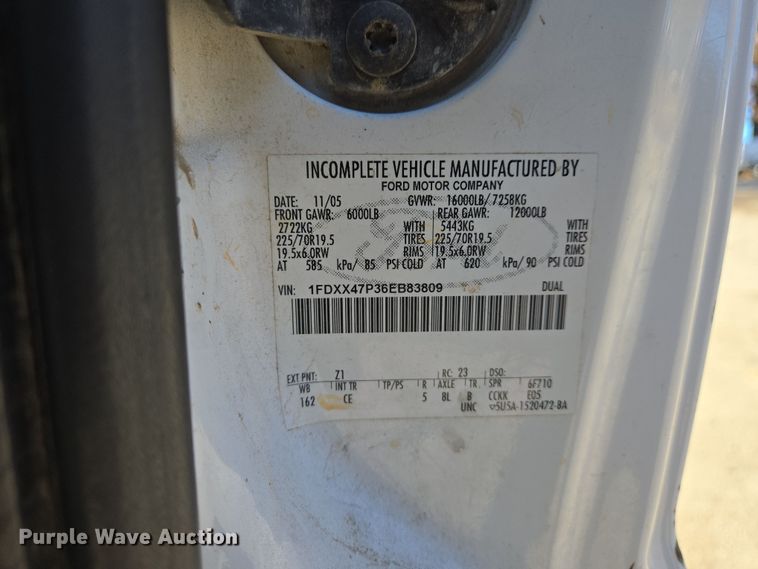 INCOMPLETE VEHICLE MANUFACTURED BY
FORD MOTOR COMPANY
DATE: 11/05 GVWR: 16000LB/ 7258KG
FRONT GAWR: 6000LB REAR GAWR: 12000LB
2722KG WITH 5443KG WITH
225/70R19.5 TIRES 225/70R19.5 TIRES
19.5x6.0RW RIMS 19.5x6.0RW RIMS
AT 585 kPa/ 85 PSI COLD AT 620 kPa/ 90 PSI COLD
VIN: 1FDXX47P36EB83809 DUAL
EXT PNT: Z1 RC: 23 DSO:
WB INT TR TP/PS R AXLE TR SPR 6F710
162 CE 5 8L B CCKK E05
UNC 5U5A-1520472-BA
Purple Wave Auction